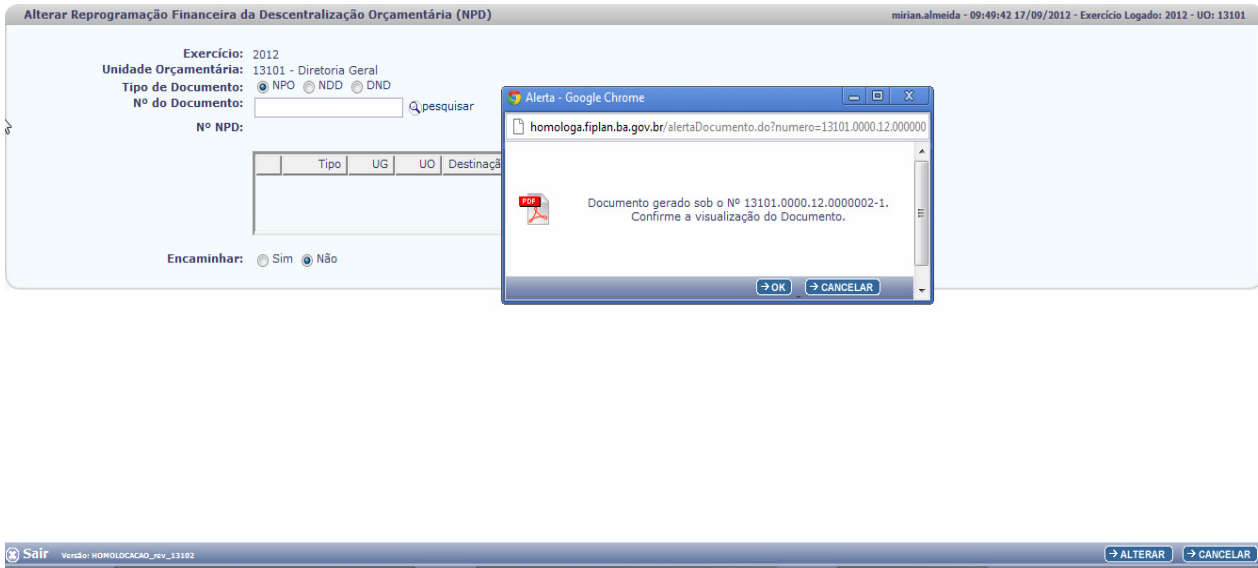 Alterar Reprogramação Financeira da Descentralização Orçamentária (NPD)
mirian.almeida - 09:49:42 17/09/2012 - Exercício Logado: 2012 - UO: 13101
Exercício: 2012
Unidade Orçamentária: 13101 - Diretoria Geral
Tipo de Documento: NPO NDD DND
Nº do Documento: pesquisar
Nº NPD:
Tipo UG UO Destinaçã
Encaminhar: Sim Não
Alerta - Google Chrome
homologa.fiplan.ba.gov.br/alertaDocumento.do?numero=13101.0000.12.000000
PDF
Documento gerado sob o Nº 13101.0000.12.0000002-1.
Confirme a visualização do Documento.
OK CANCELAR
Sair Versão: HOMOLOCACAO_rev_13102
ALTERAR CANCELAR